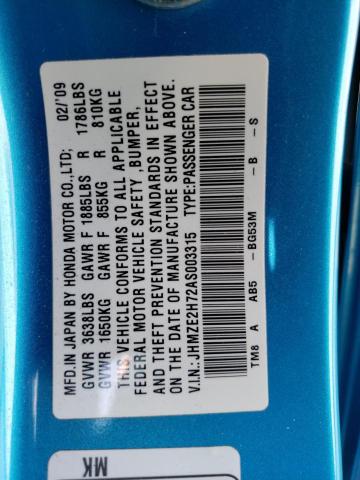 MFD.IN JAPAN BY HONDA MOTOR CO.,LTD; 02/'09
GVWR 3638LBS GAWR F 1885LBS R 1786LBS
GVWR 1650KG GAWR F 855KG R 810KG
THIS VEHICLE CONFORMS TO ALL APPLICABLE
FEDERAL MOTOR VEHICLE SAFETY ,BUMPER,
AND THEFT PREVENTION STANDARDS IN EFFECT
ON THE DATE OF MANUFACTURE SHOWN ABOVE.
V.I.N.:JHMZE2H72AS003315 TYPE:PASSENGER CAR
TM8 A AB5 -BG53M -B -S
MK